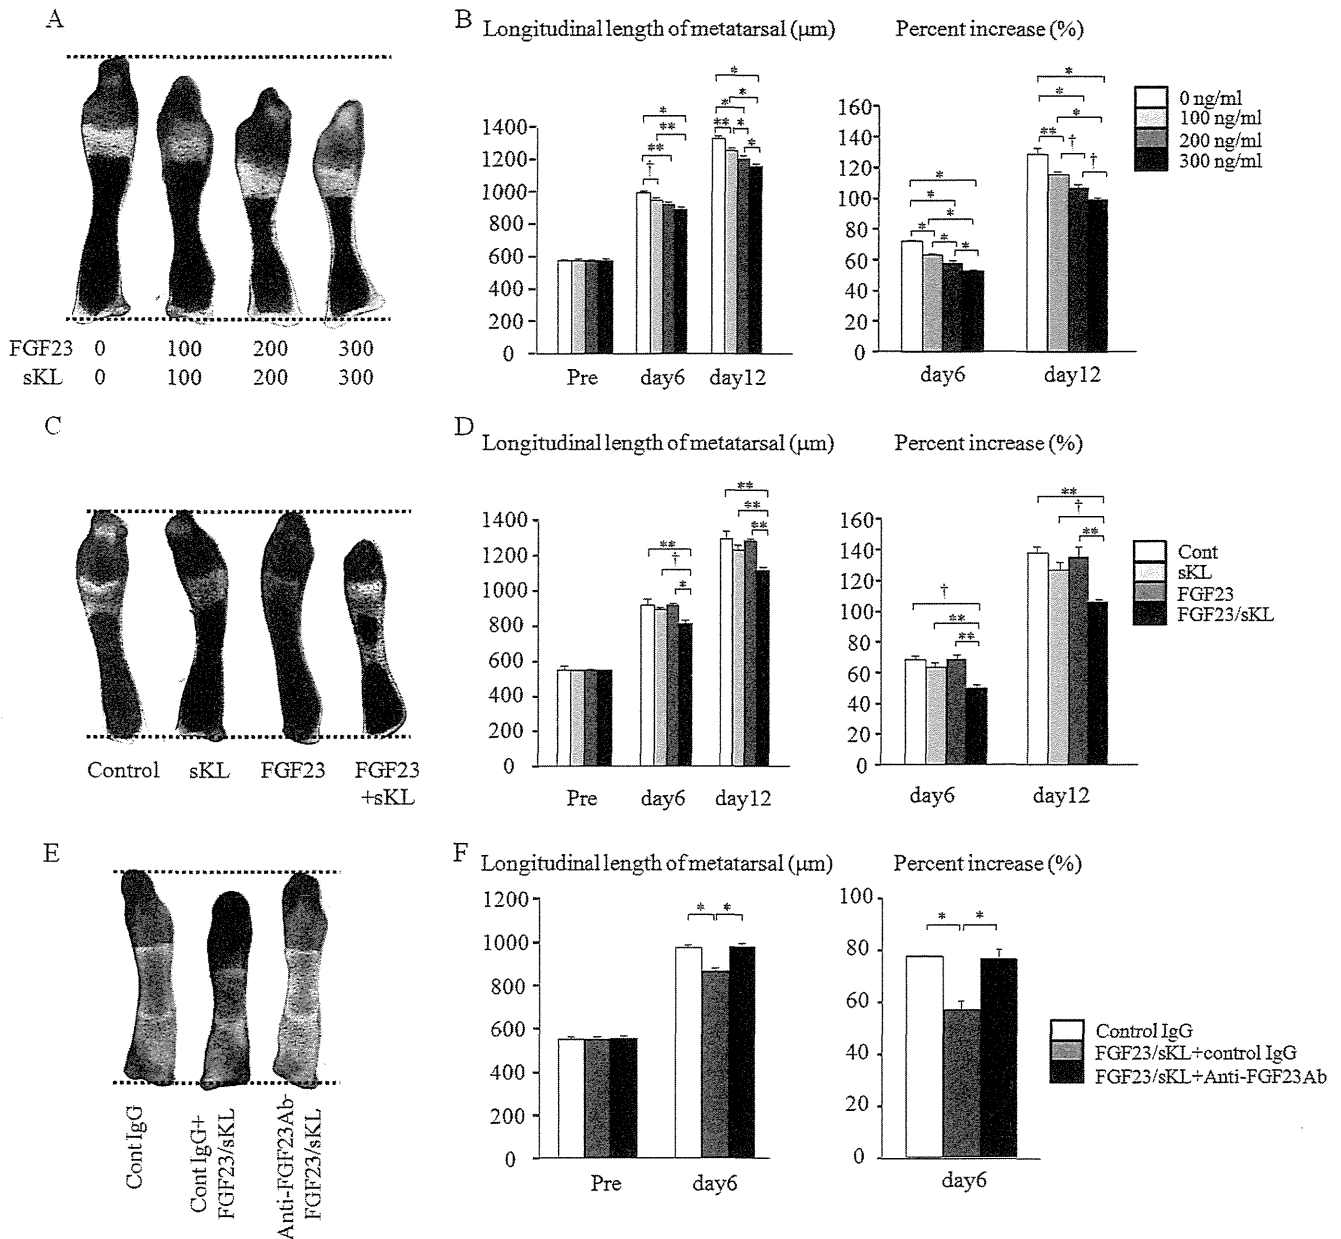 A
FGF23 0 100 200 300
sKL 0 100 200 300
B
Longitudinal length of metatarsal (μm)
1400
1200
1000
800
600
400
200
0
† ** ** *
** * * * * *
Pre day6 day12
Percent increase (%)
160
140
120
100
80
60
40
20
0
* * * * * *
** † † * * *
day6 day12
0 ng/ml
100 ng/ml
200 ng/ml
300 ng/ml
C
Control sKL FGF23 FGF23
+sKL
D
Longitudinal length of metatarsal (μm)
1400
1200
1000
800
600
400
200
0
** † *
** ** **
Pre day6 day12
Percent increase (%)
160
140
120
100
80
60
40
20
0
† ** **
** † **
day6 day12
Cont
sKL
FGF23
FGF23/sKL
E
Cont IgG
Cont IgG+
FGF23/sKL
Anti-FGF23Ab-
FGF23/sKL
F
Longitudinal length of metatarsal (μm)
1200
1000
800
600
400
200
0
* *
Pre day6
Percent increase (%)
100
80
60
40
20
0
* *
day6
Control IgG
FGF23/sKL+control IgG
FGF23/sKL+Anti-FGF23Ab